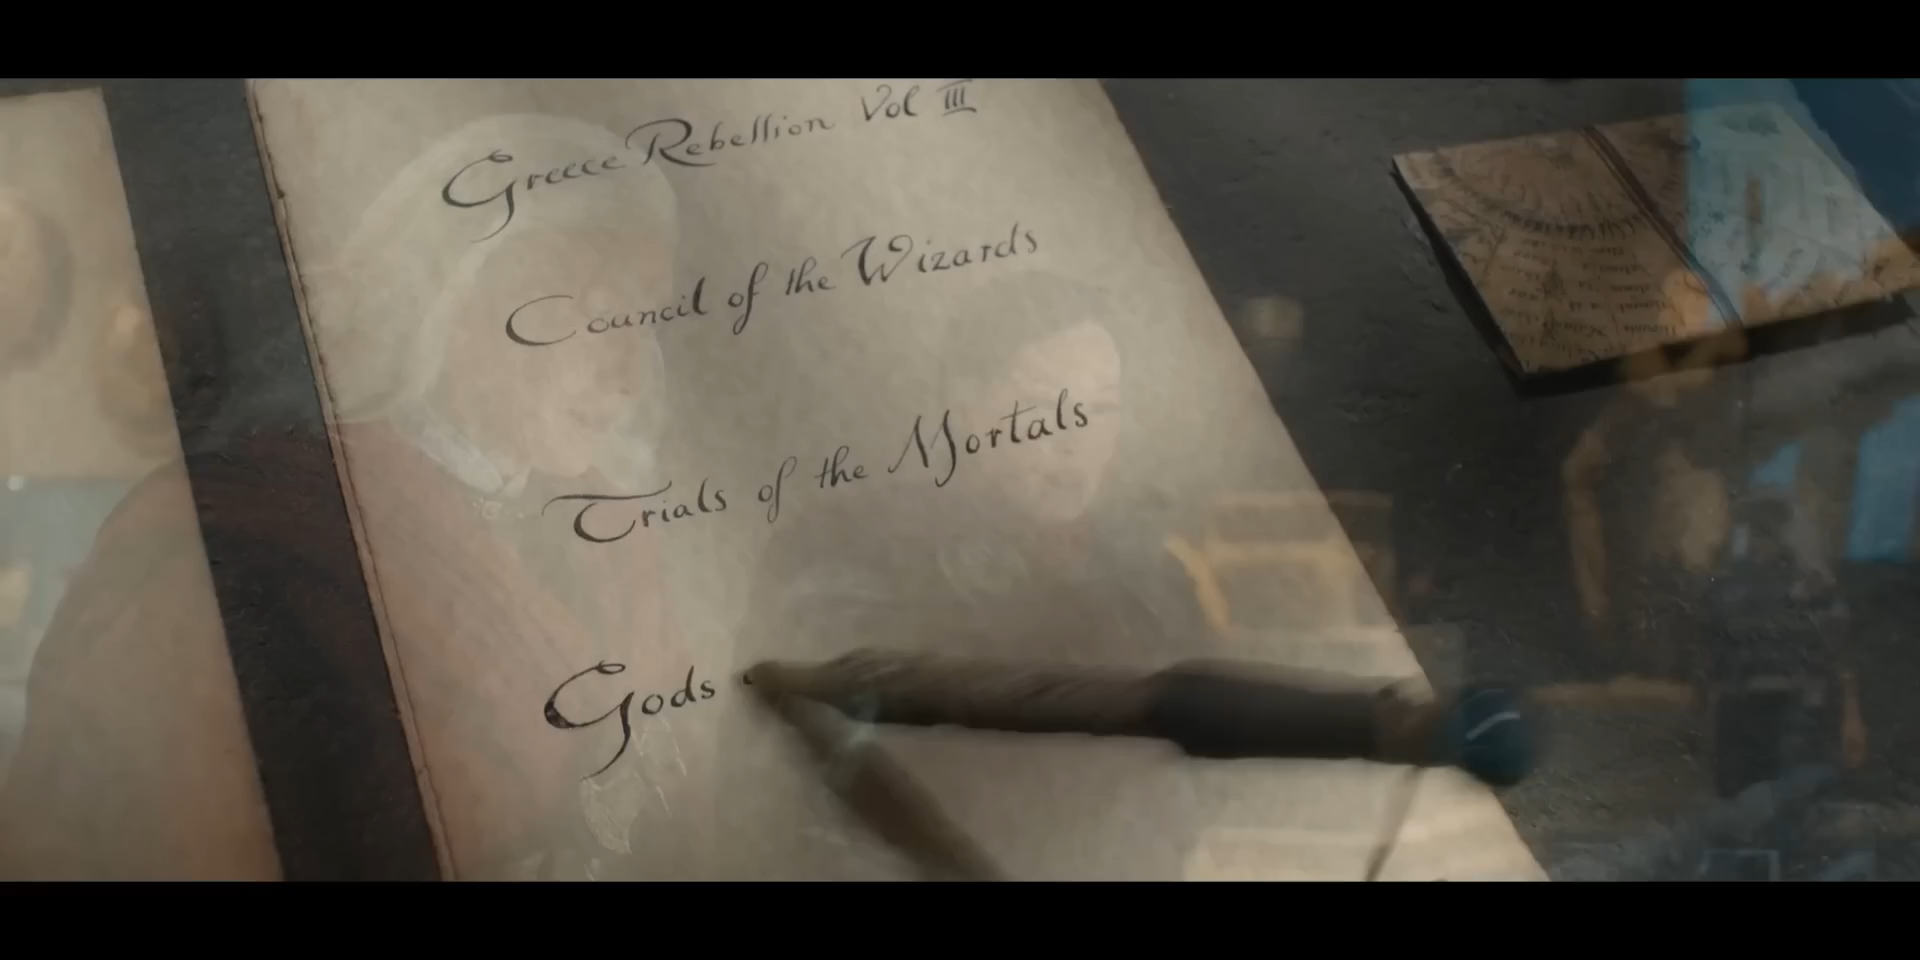 Greece Rebellion Vol III
Council of the Wizards
Trials of the Mortals
Gods